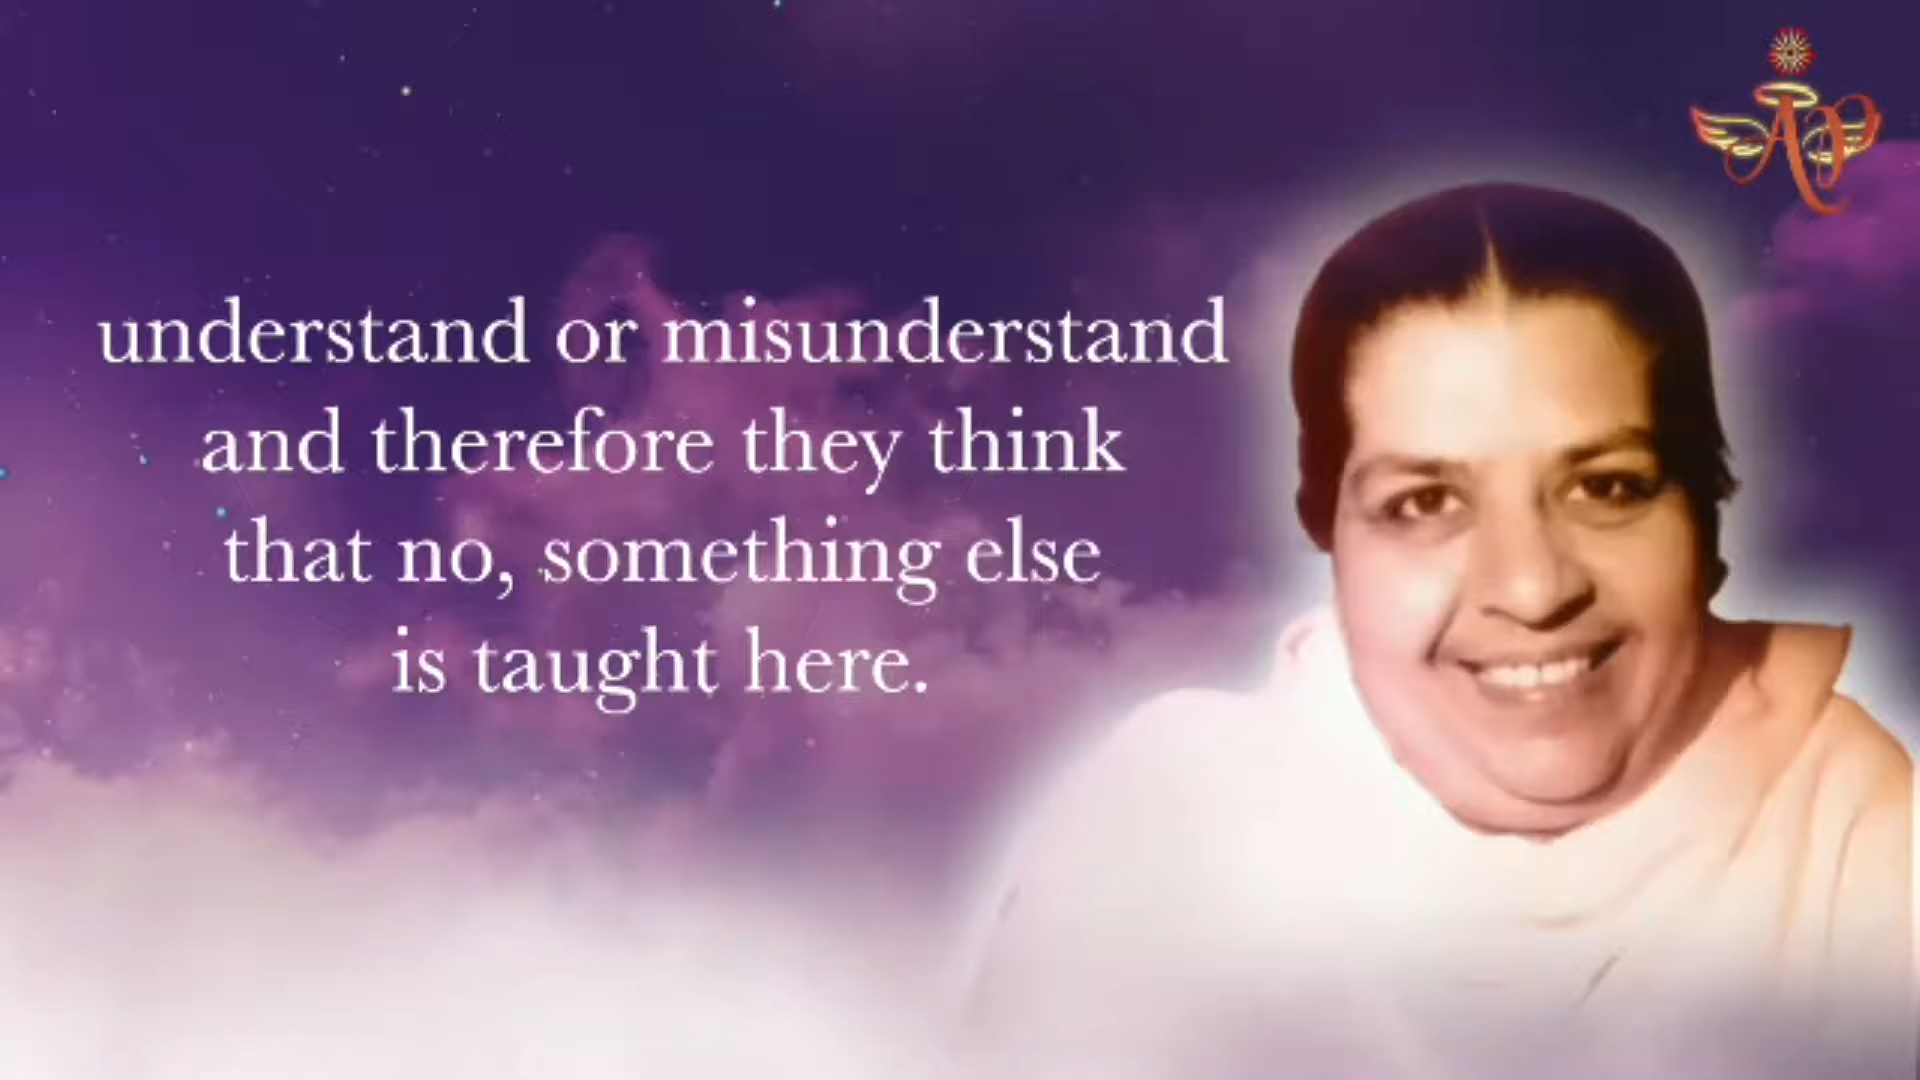 understand or misunderstand
and therefore they think
that no, something else
is taught here.